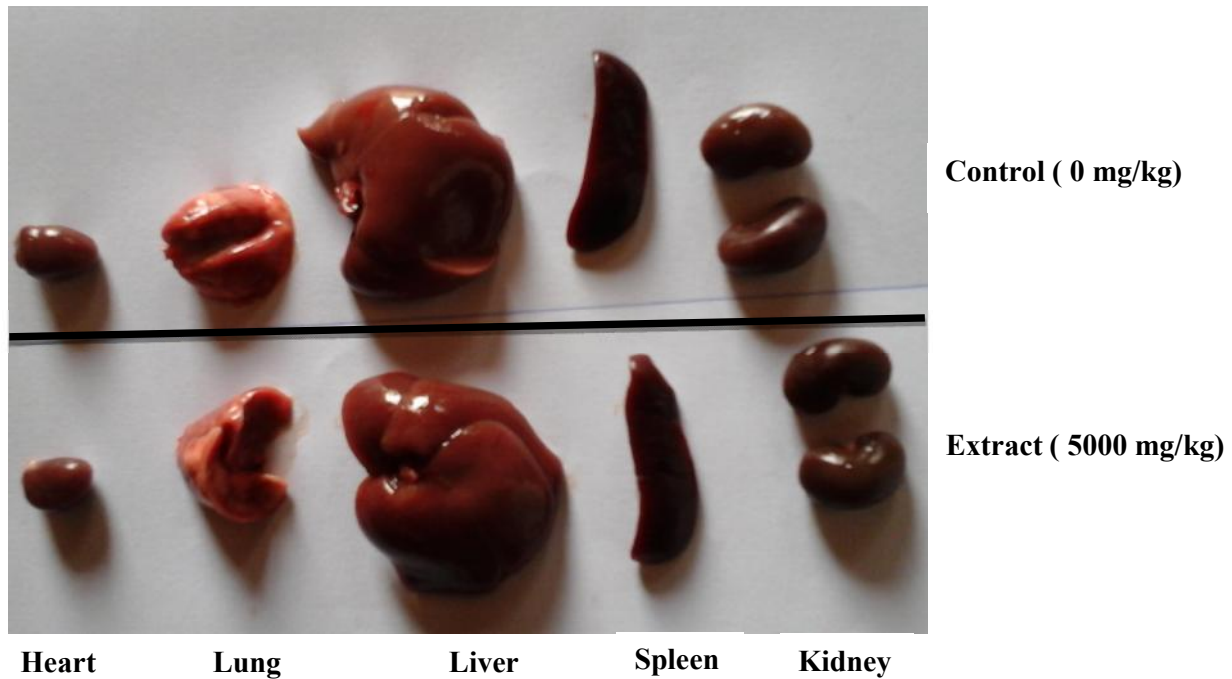 Control ( 0 mg/kg)
Extract ( 5000 mg/kg)
Heart Lung Liver Spleen Kidney